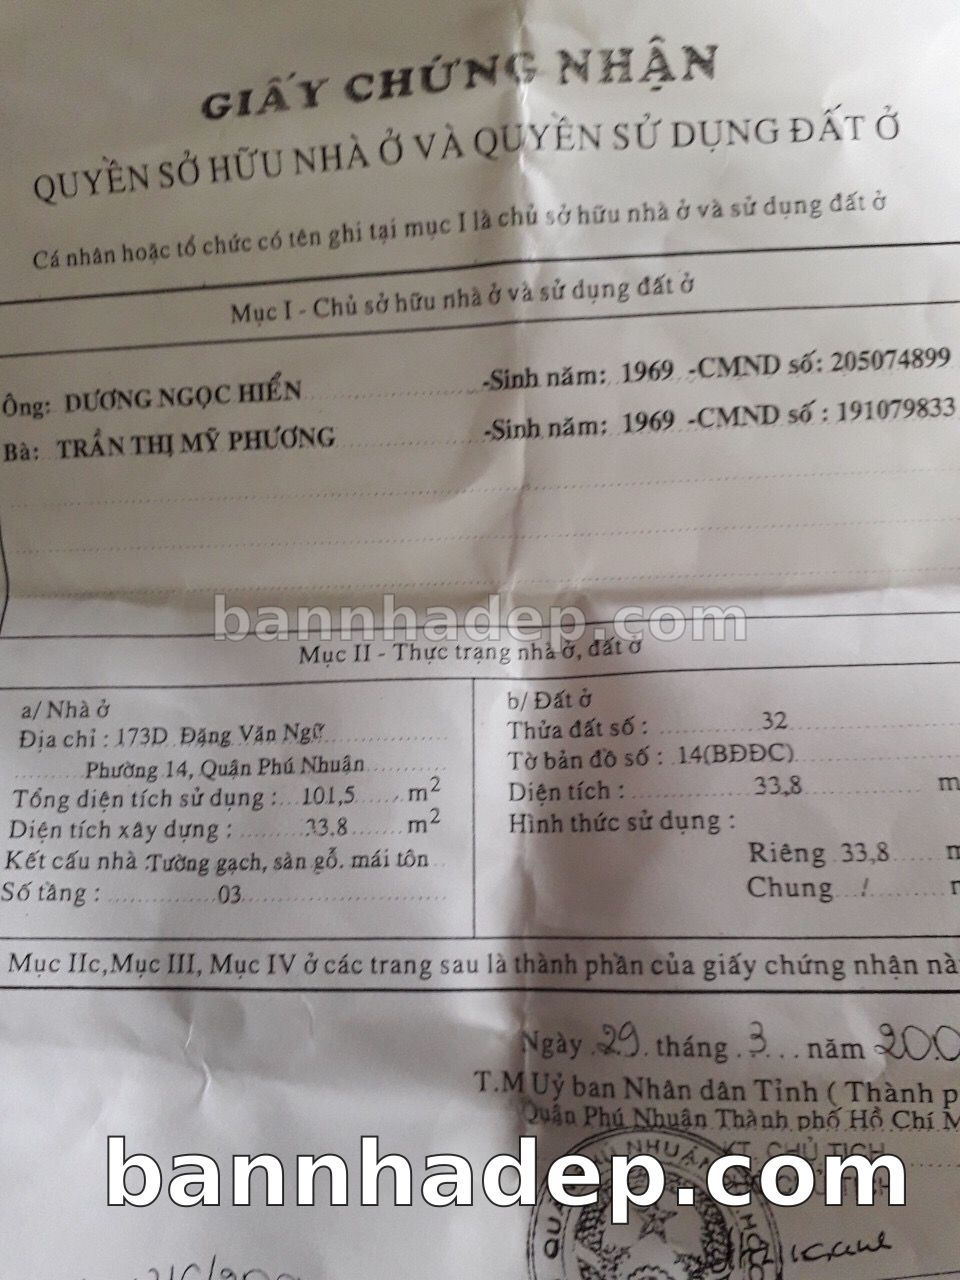 GIẤY CHỨNG NHẬN
QUYỀN SỞ HỮU NHÀ Ở VÀ QUYỀN SỬ DỤNG ĐẤT Ở
Cá nhân hoặc tổ chức có tên ghi tại mục I là chủ sở hữu nhà ở và sử dụng đất ở
Mục I - Chủ sở hữu nhà ở và sử dụng đất ở
Ông: DƯƠNG NGỌC HIỂN -Sinh năm: 1969 -CMND số: 205074899
Bà: TRẦN THỊ MỸ PHƯƠNG -Sinh năm: 1969 -CMND số : 191079833
bannhadep.com
Mục II - Thực trạng nhà ở, đất ở
a/ Nhà ở
Địa chỉ : 173D Đặng Văn Ngữ
Phường 14, Quận Phú Nhuận
Tổng diện tích sử dụng : 101,5 m2
Diện tích xây dựng : 33,8 m2
Kết cấu nhà :Tường gạch, sàn gỗ. mái tôn
Số tầng : 03
b/ Đất ở
Thửa đất số : 32
Tờ bản đồ số : 14(BĐĐC)
Diện tích : 33,8 m
Hình thức sử dụng :
Riêng 33,8 m
Chung /
Mục IIc,Mục III, Mục IV ở các trang sau là thành phần của giấy chứng nhận nà
Ngày 29 tháng 3 năm 200
T.M Uỷ ban Nhân dân Tỉnh ( Thành p
Quận Phú Nhuận Thành phố Hồ Chí M
KT. CHỦ TỊCH
bannhadep.com